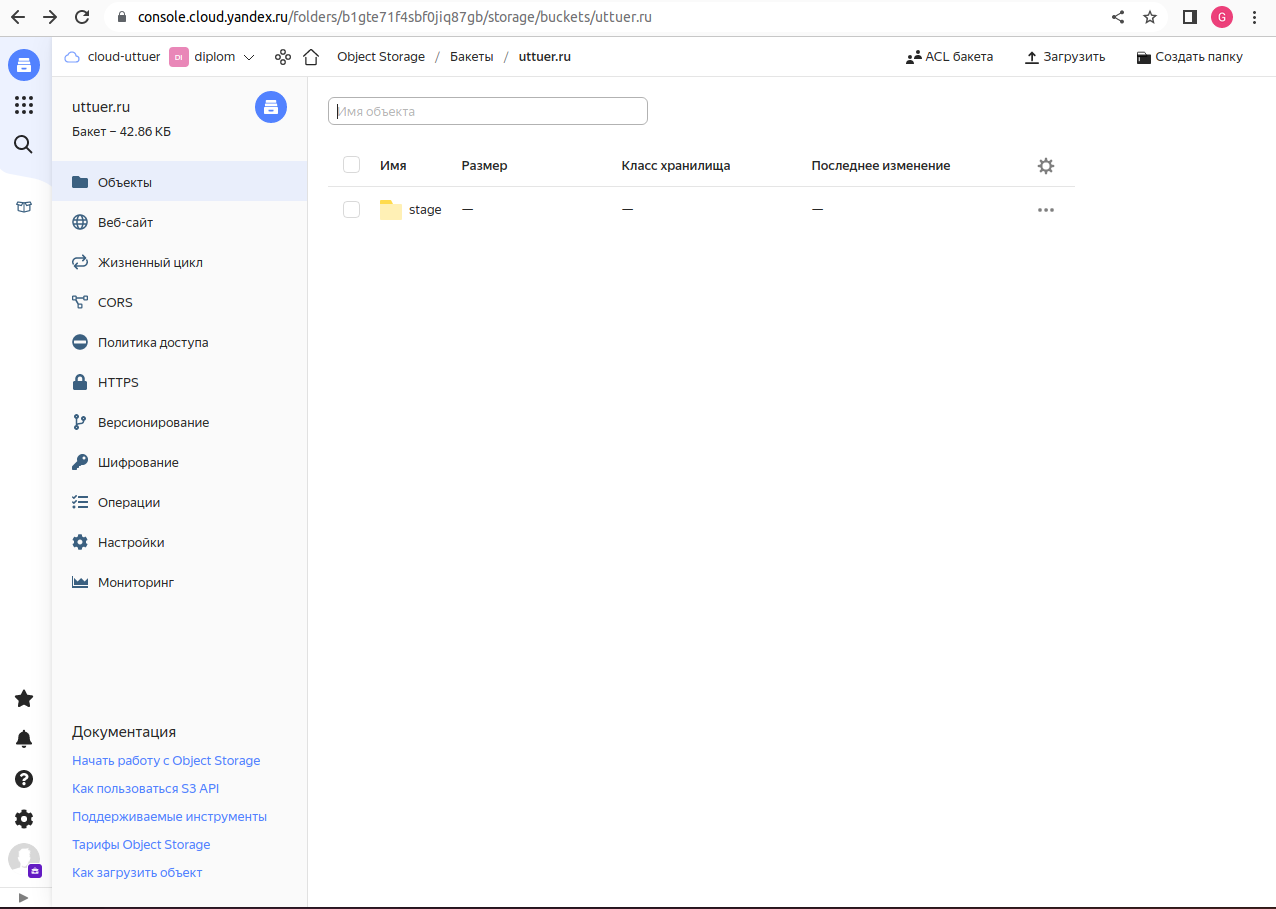 console.cloud.yandex.ru/folders/b1gte71f4sbf0jiq87gb/storage/buckets/uttuer.ru
G
cloud-uttuer DI diplom Object Storage / Бакеты / uttuer.ru ACL бакета Загрузить Создать папку
uttuer.ru
Бакет – 42.86 КБ
Объекты
Веб-сайт
Жизненный цикл
CORS
Политика доступа
HTTPS
Версионирование
Шифрование
Операции
Настройки
Мониторинг
Документация
Начать работу с Object Storage
Как пользоваться S3 API
Поддерживаемые инструменты
Тарифы Object Storage
Как загрузить объект
Имя объекта
Имя Размер Класс хранилища Последнее изменение
stage — — —